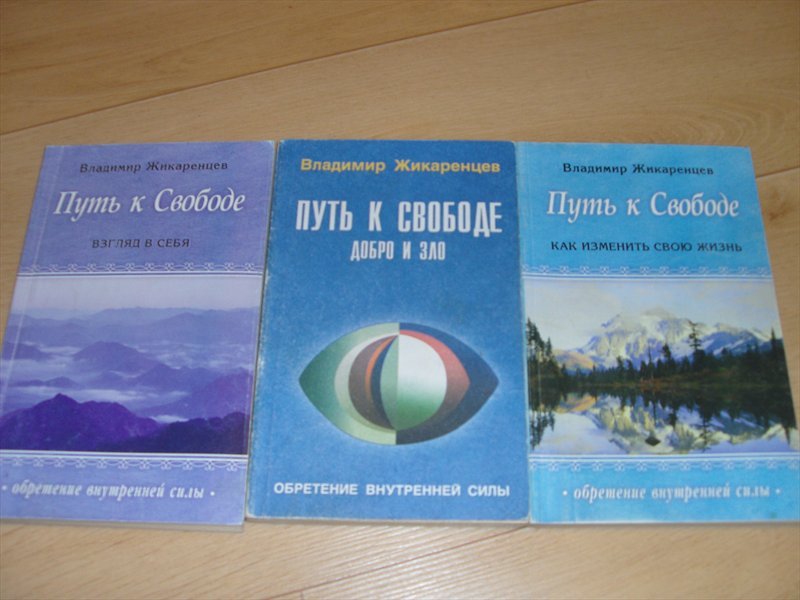 Владимир Жикаренцев
Путь к Свободе
ВЗГЛЯД В СЕБЯ
• обретение внутренней силы •
Владимир Жикаренцев
ПУТЬ К СВОБОДЕ
ДОБРО И ЗЛО
ОБРЕТЕНИЕ ВНУТРЕННЕЙ СИЛЫ
Владимир Жикаренцев
Путь к Свободе
КАК ИЗМЕНИТЬ СВОЮ ЖИЗНЬ
• обретение внутренней силы •